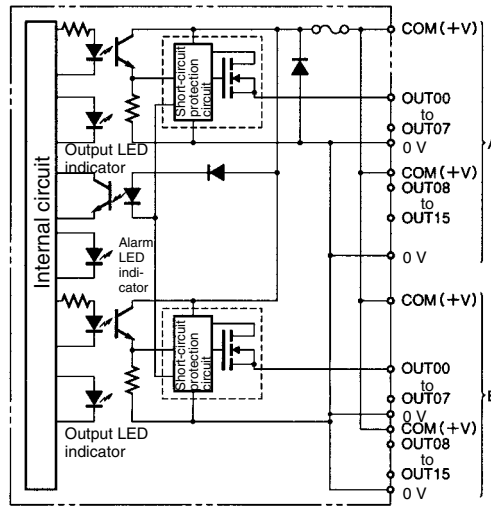 Internal circuit
Output LED
indicator
Alarm
LED
indi-
cator
Output LED
indicator
Short-circuit
protection
circuit
Short-circuit
protection
circuit
COM (+V)
OUT00
to
OUT07
0 V
COM (+V)
OUT08
to
OUT15
0 V
A
COM (+V)
OUT00
to
OUT07
0 V
COM (+V)
OUT08
to
OUT15
0 V
B